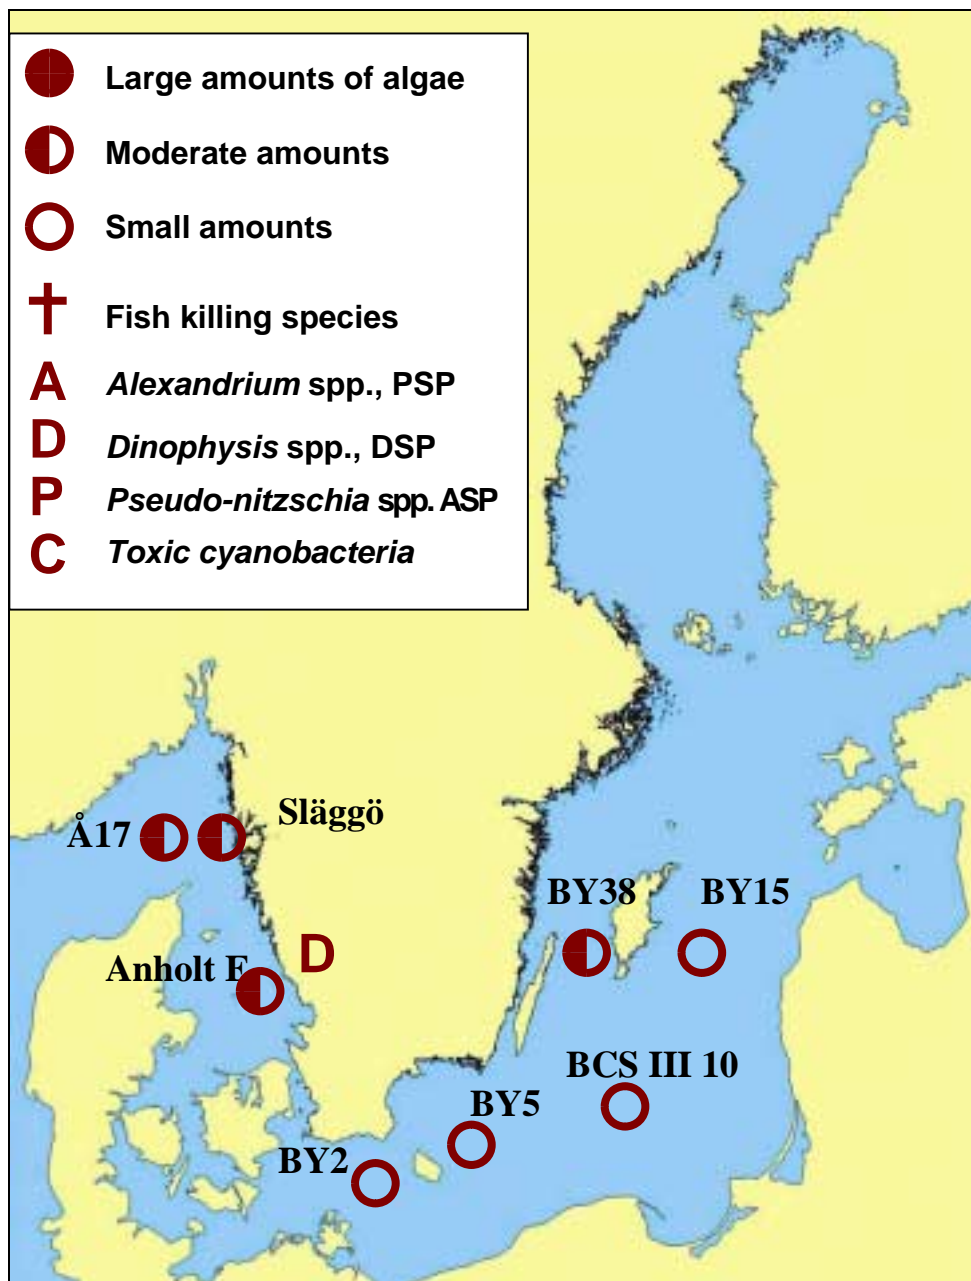 Large amounts of algae
Moderate amounts
Small amounts
Fish killing species
A Alexandrium spp., PSP
D Dinophysis spp., DSP
P Pseudo-nitzschia spp. ASP
C Toxic cyanobacteria
Släggö
Å17
BY38
BY15
D
Anholt E
BCS III 10
BY5
BY2